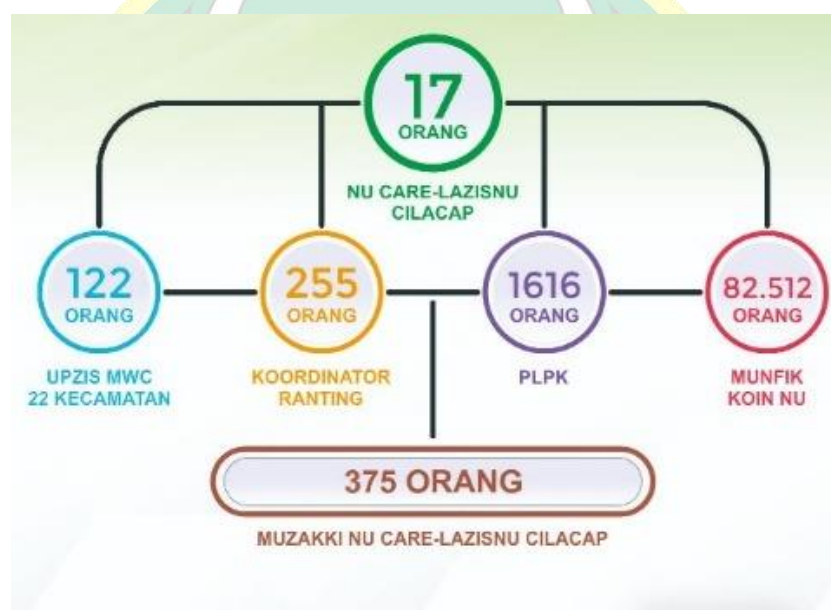 17
ORANG
NU CARE-LAZISNU
CILACAP
122
ORANG
UPZIS MWC
22 KECAMATAN
255
ORANG
KOORDINATOR
RANTING
1616
ORANG
PLPK
82.512
ORANG
MUNFIK
KOIN NU
375 ORANG
MUZAKKI NU CARE-LAZISNU CILACAP